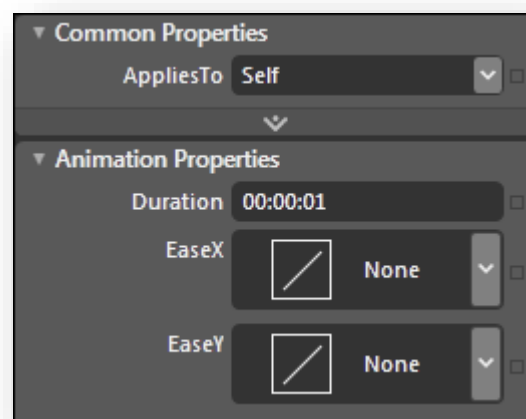 Common Properties
AppliesTo Self
Animation Properties
Duration 00:00:01
EaseX None
EaseY None